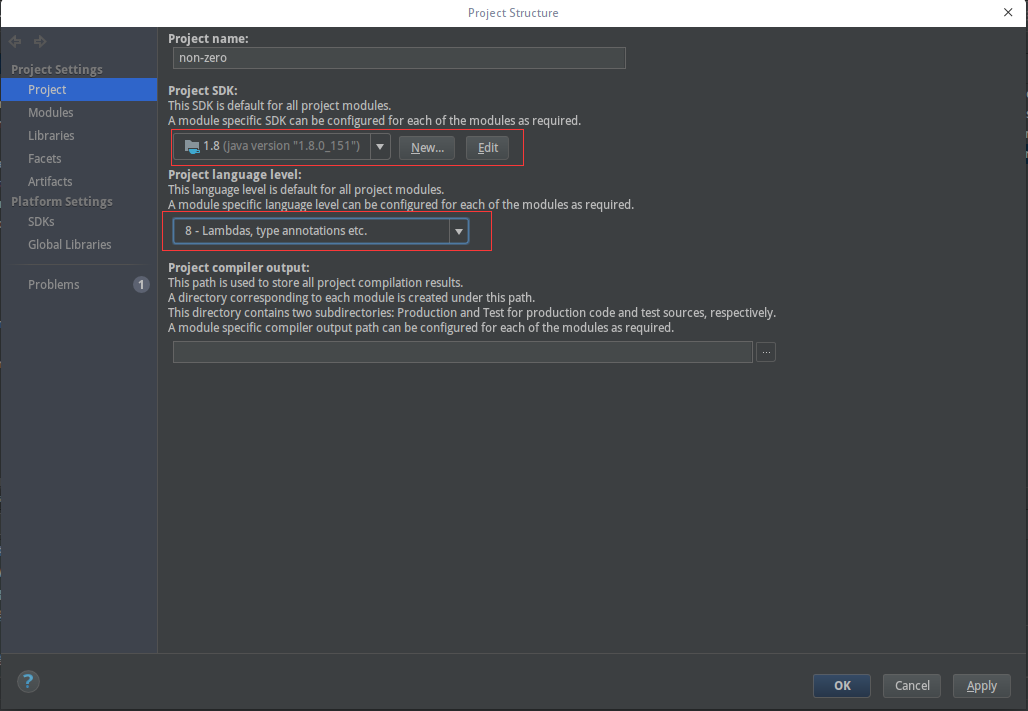 Project Structure
Project Settings
Project
Modules
Libraries
Facets
Artifacts
Platform Settings
SDKs
Global Libraries
Problems 1
Project name:
non-zero
Project SDK:
This SDK is default for all project modules.
A module specific SDK can be configured for each of the modules as required.
1.8 (java version "1.8.0_151") New... Edit
Project language level:
This language level is default for all project modules.
A module specific language level can be configured for each of the modules as required.
8 - Lambdas, type annotations etc.
Project compiler output:
This path is used to store all project compilation results.
A directory corresponding to each module is created under this path.
This directory contains two subdirectories: Production and Test for production code and test sources, respectively.
A module specific compiler output path can be configured for each of the modules as required.
...
? OK Cancel Apply